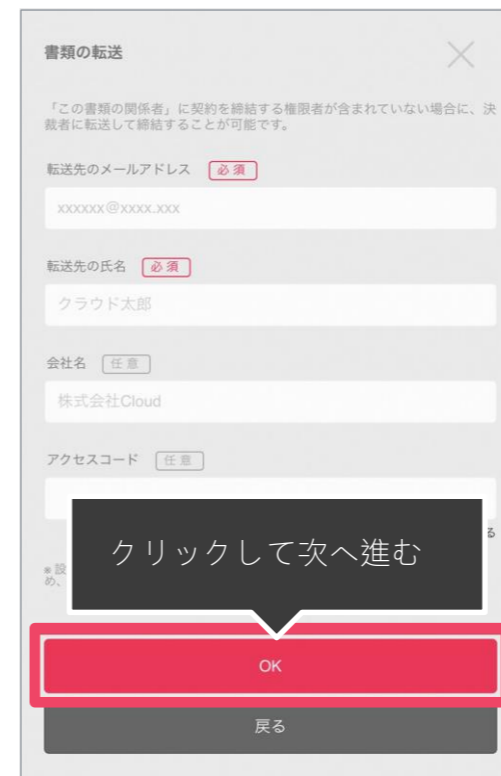 書類の転送
「この書類の関係者」に契約を締結する権限者が含まれていない場合に、決
裁者に転送して締結することが可能です。
転送先のメールアドレス 必須
xxxxxx@xxxx.xxx
転送先の氏名 必須
クラウド太郎
会社名 任意
株式会社Cloud
アクセスコード 任意
る
クリックして次へ進む
※設
め、
OK
戻る